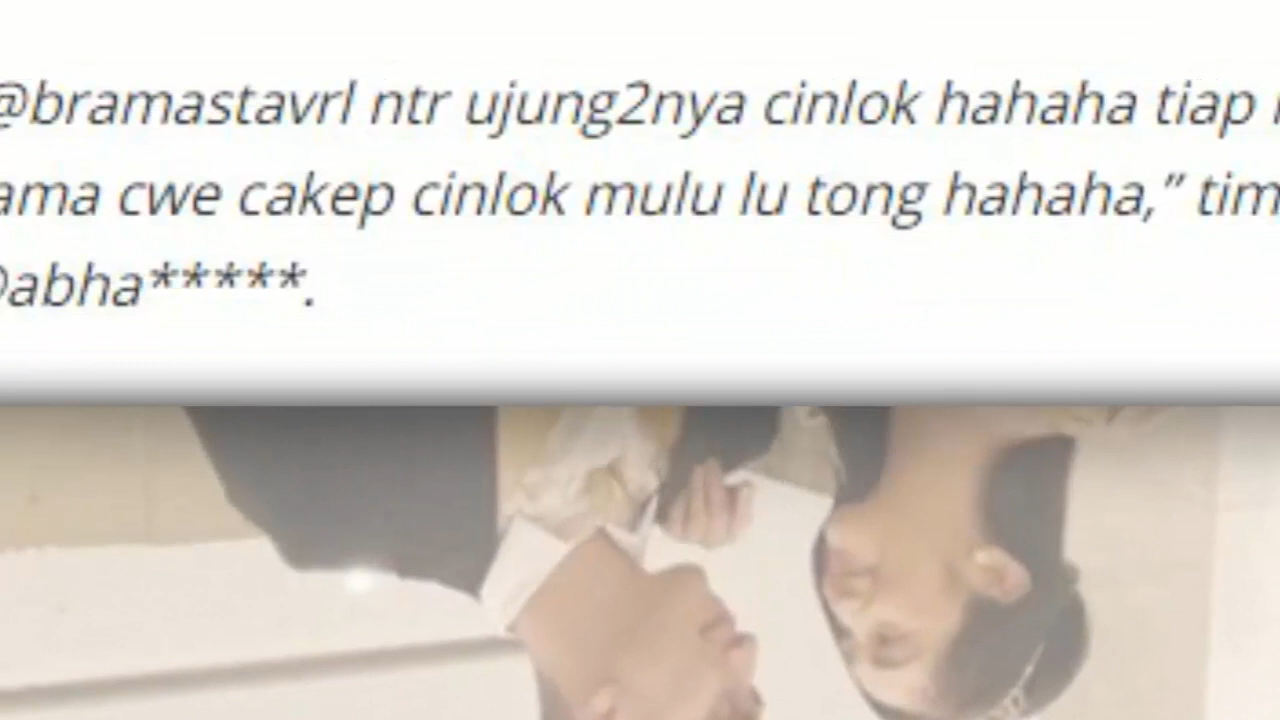 @bramastavrl ntr ujung2nya cinlok hahaha tiap
ama cwe cakep cinlok mulu lu tong hahaha,” tim
@abha*****.